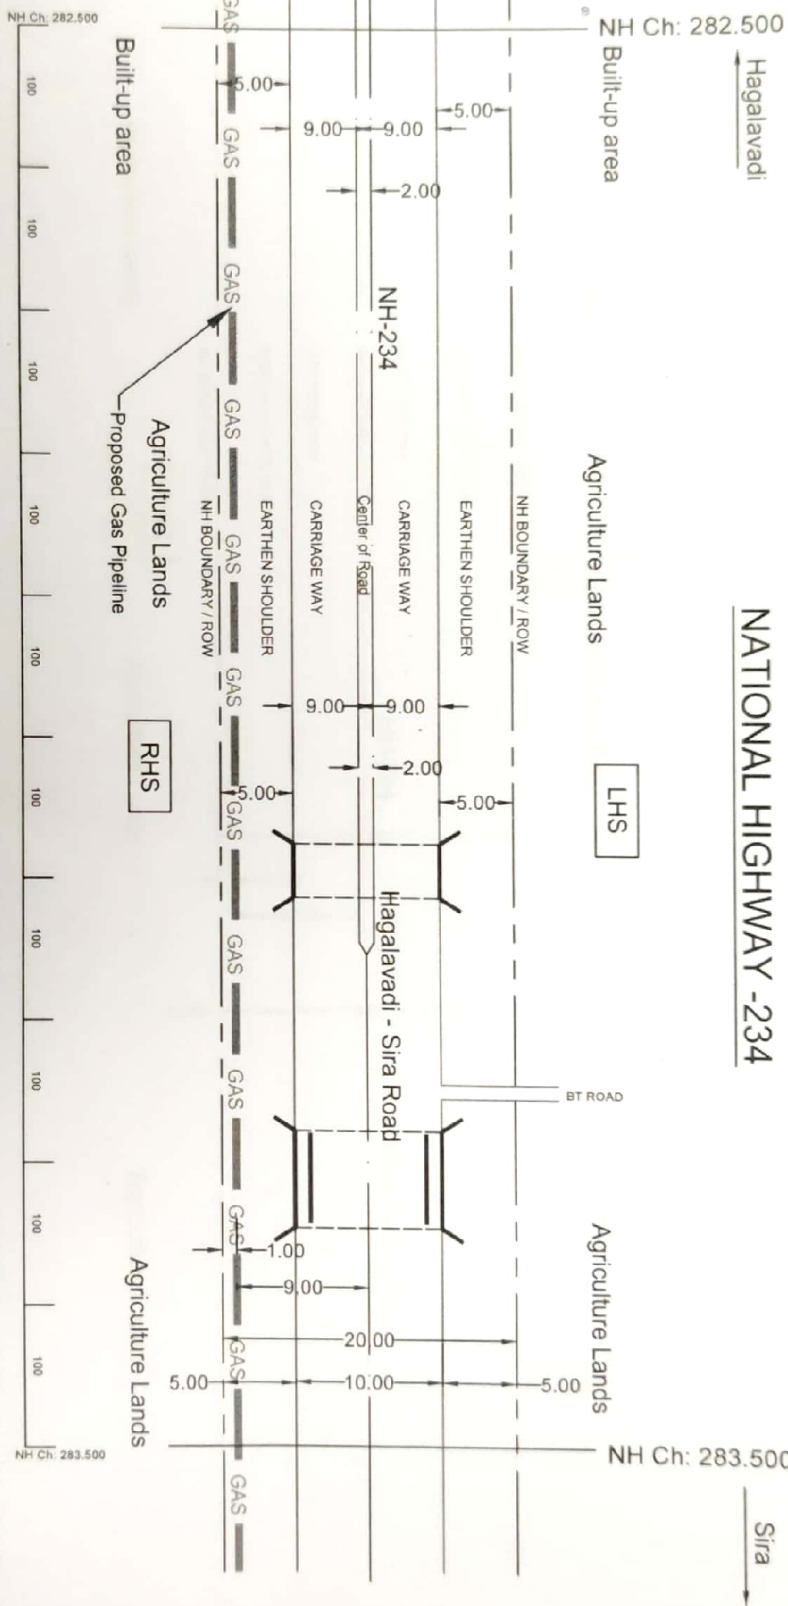 NH Ch: 282.500
NH Ch: 282.500
Hagalavadi
Built-up area
Built-up area
GAS
GAS
GAS
GAS
GAS
GAS
GAS
GAS
GAS
GAS
GAS
GAS
5.00
5.00
9.00
9.00
2.00
NH-234
Proposed Gas Pipeline
Agriculture Lands
Agriculture Lands
NH BOUNDARY / ROW
EARTHEN SHOULDER
CARRIAGE WAY
Center of Road
CARRIAGE WAY
EARTHEN SHOULDER
NH BOUNDARY / ROW
NATIONAL HIGHWAY -234
9.00
9.00
2.00
5.00
5.00
RHS
LHS
Hagalavadi - Sira Road
BT ROAD
1.00
9.00
20.00
5.00
10.00
5.00
Agriculture Lands
Agriculture Lands
100
100
100
100
100
100
100
100
100
100
NH Ch: 283.500
NH Ch: 283.500
Sira